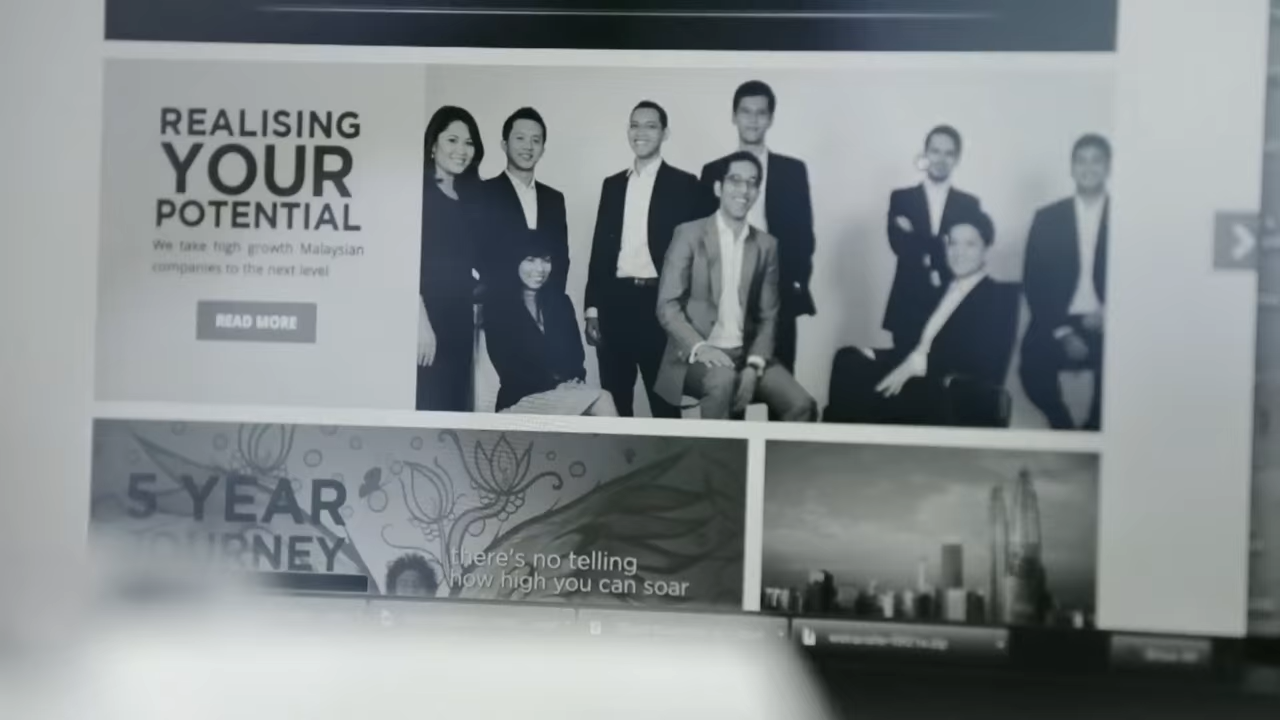 REALISING
YOUR
POTENTIAL
We take high growth Malaysian
companies to the next level
READ MORE
5 YEAR
JOURNEY
there's no telling
how high you can soar